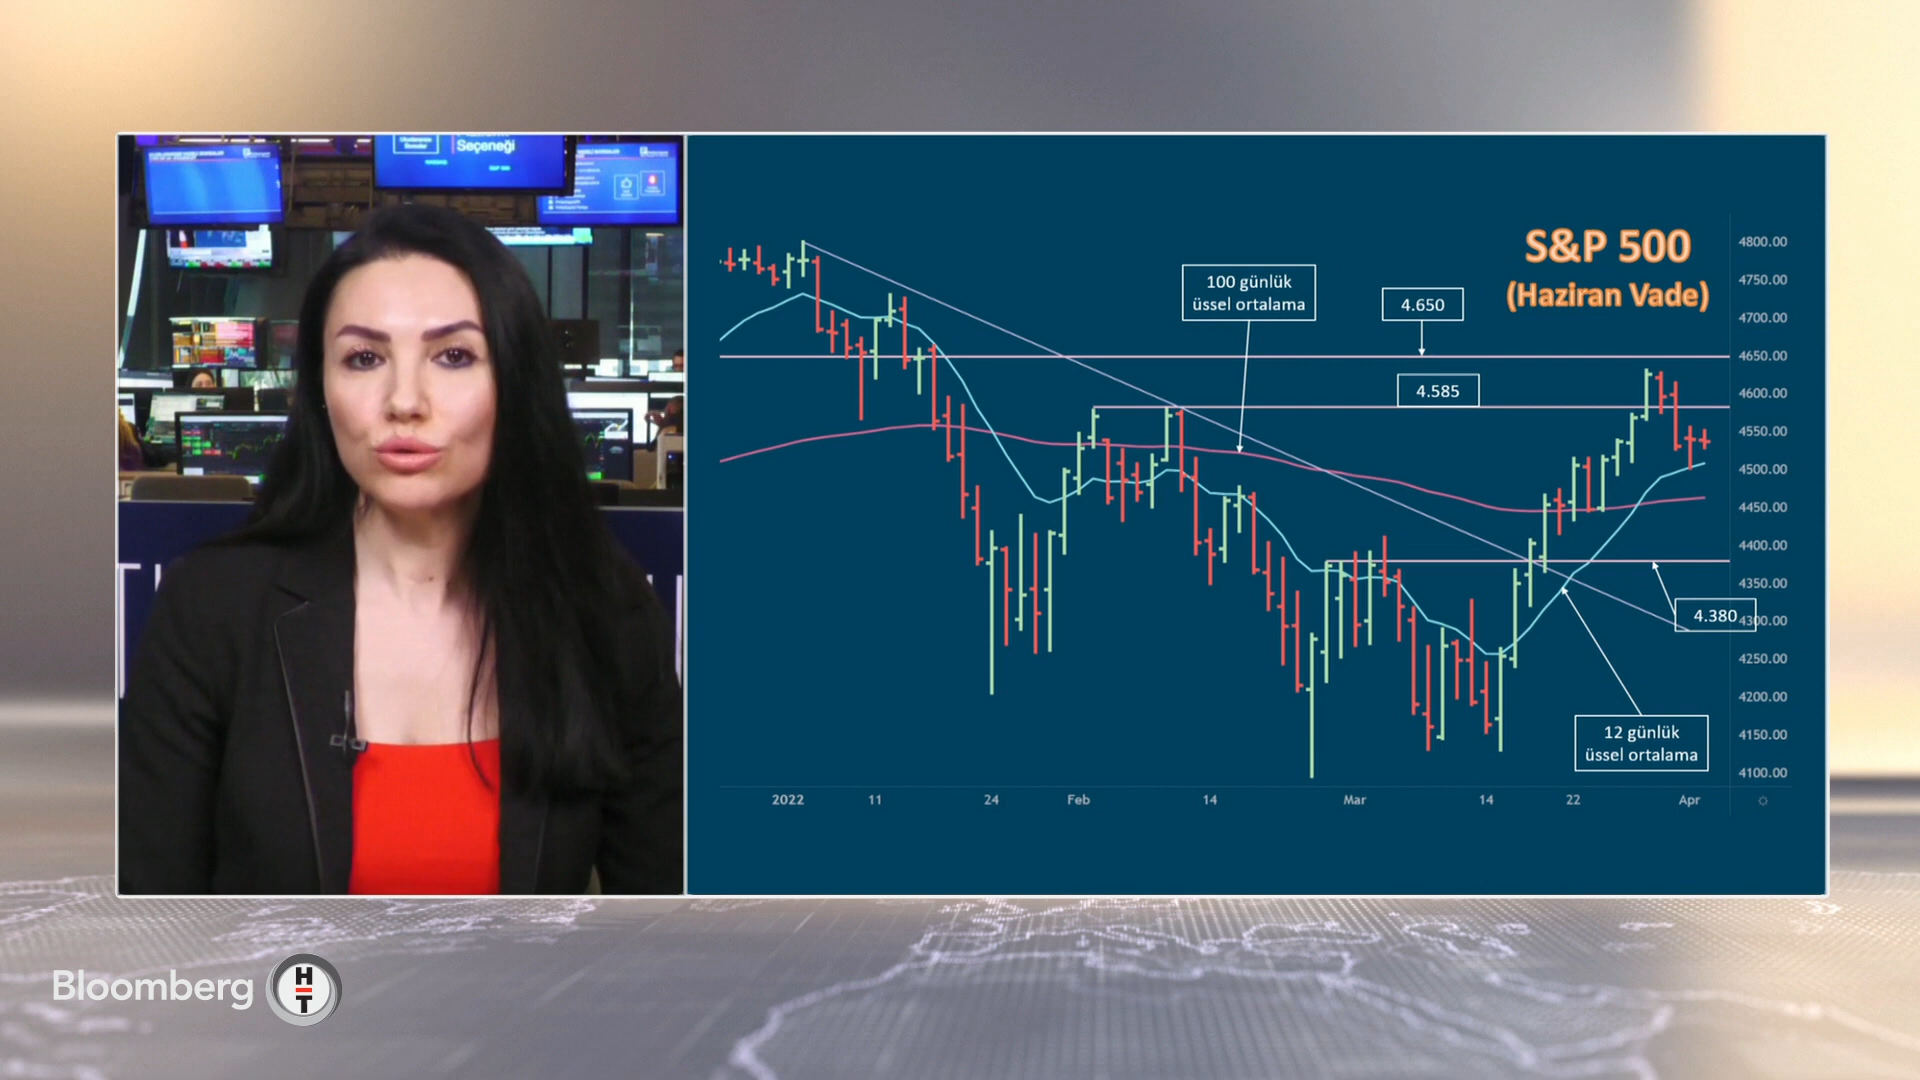 Seçeneği
S&P 500
S&P 500
(Haziran Vade)
100 günlük
üssel ortalama
4.650
4.585
4.380
12 günlük
üssel ortalama
4800.00
4750.00
4700.00
4650.00
4600.00
4550.00
4500.00
4450.00
4400.00
4350.00
4300.00
4250.00
4200.00
4150.00
4100.00
2022
11
24
Feb
14
Mar
14
22
Apr
Bloomberg HT